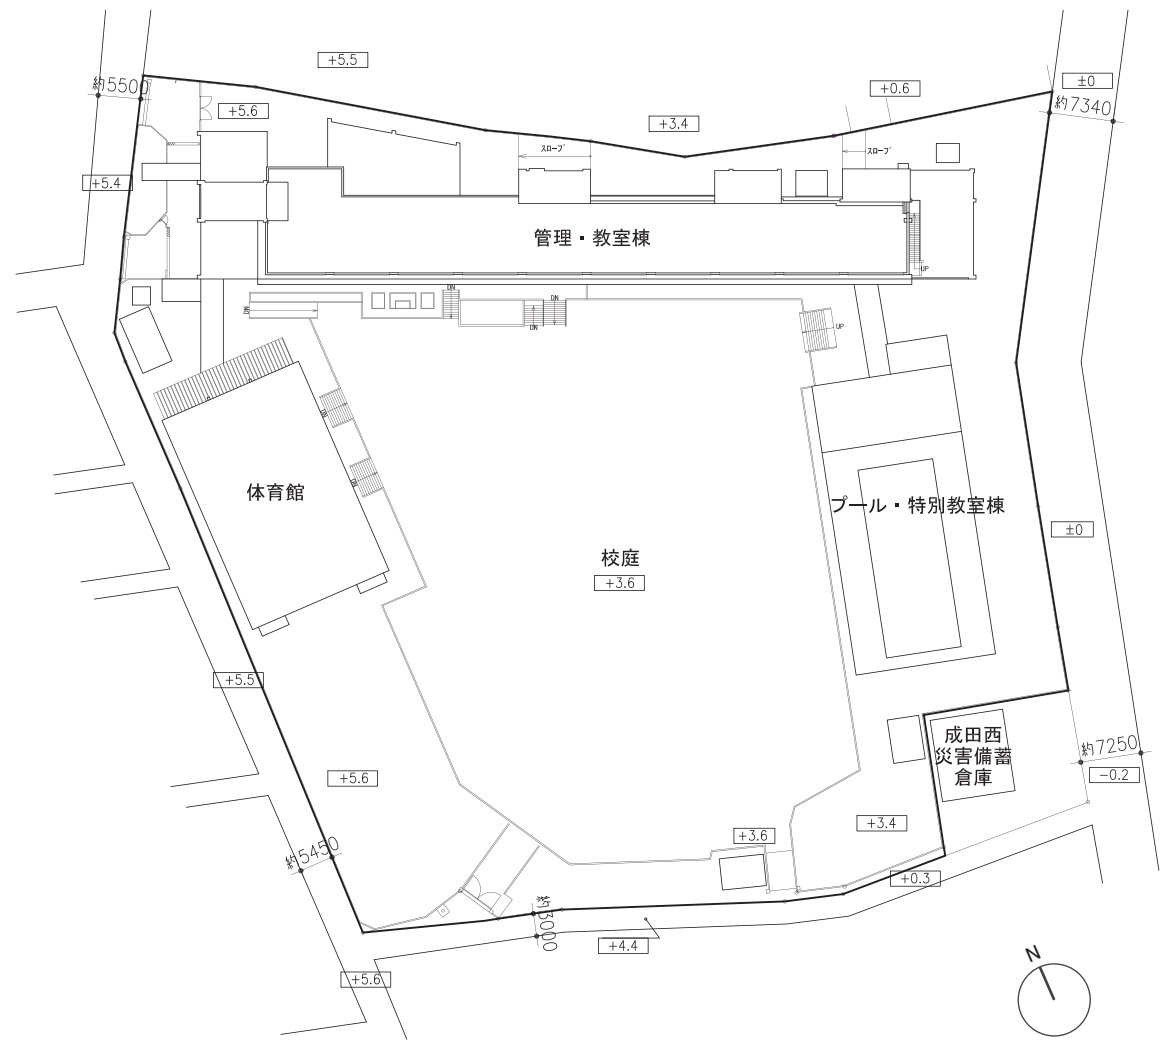 +5.5
±0
約5500
+0.6
約7340
+5.6
+3.4
スロープ
スロープ
+5.4
管理・教室棟
UP
DN
DN
DN
DN
UP
DN
体育館
DN
プール・特別教室棟
±0
校庭
+3.6
+5.5
成田西
災害備蓄
倉庫
約7250
-0.2
+5.6
+3.4
+3.6
約5450
+0.3
約3000
+4.4
+5.6
N